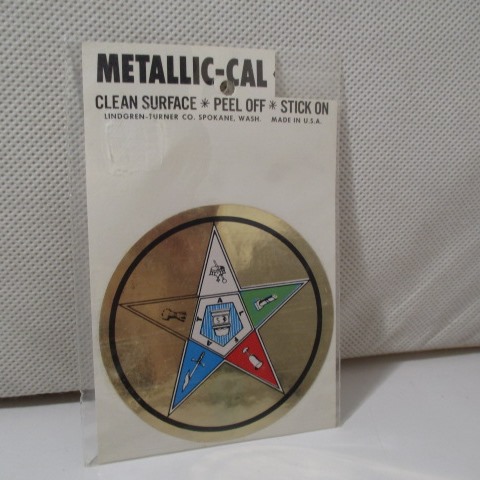 METALLIC-CAL
CLEAN SURFACE * PEEL OFF * STICK ON
LINDGREN-TURNER CO. SPOKANE, WASH. MADE IN U.S.A.